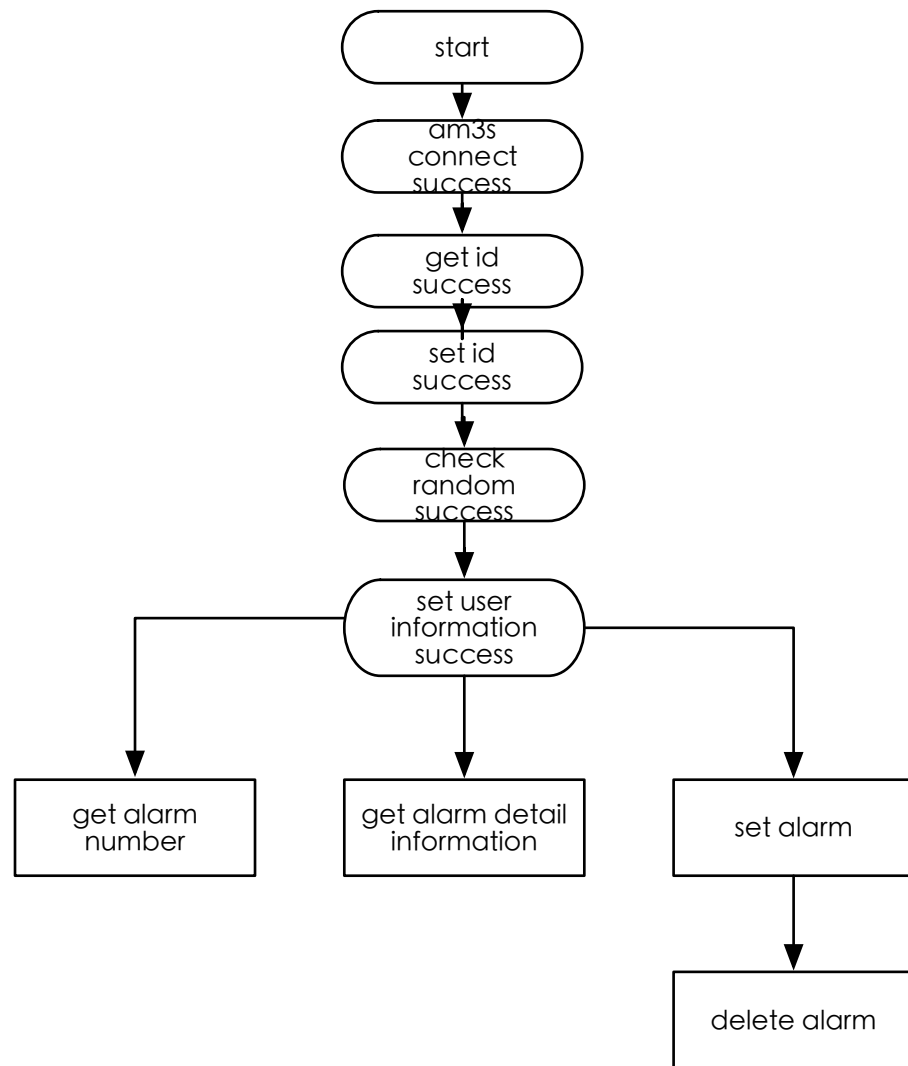 start
am3s
connect
success
get id
success
set id
success
check
random
success
set user
information
success
get alarm
number
get alarm detail
information
set alarm
delete alarm